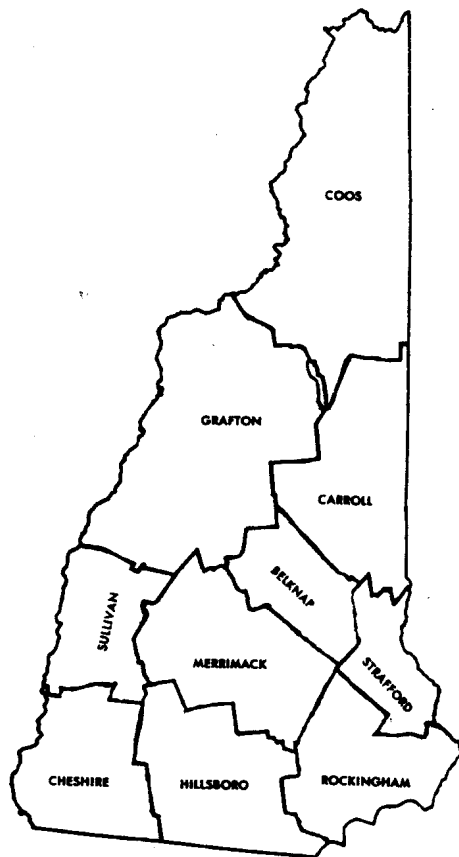 COOS
GRAFTON
CARROLL
BELKNAP
SULLIVAN
MERRIMACK
STRAFFORD
CHESHIRE
HILLSBORO
ROCKINGHAM